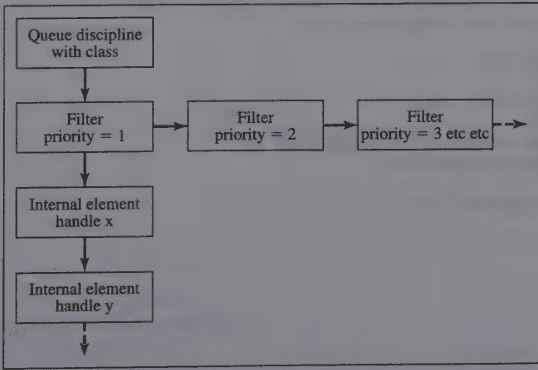 Queue discipline
with class
Filter
priority = 1
Filter
priority = 2
Filter
priority = 3 etc etc
Internal element
handle x
Internal element
handle y